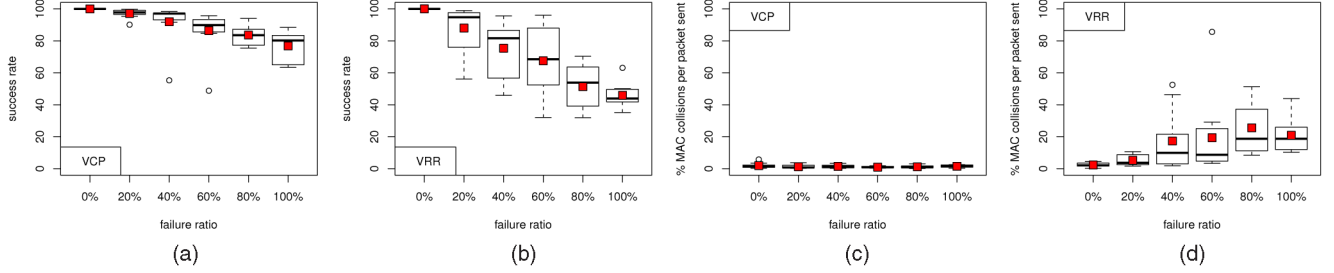 success rate
0 20 40 60 80 100
VCP
0% 20% 40% 60% 80% 100%
failure ratio
(a)
success rate
0 20 40 60 80 100
VRR
0% 20% 40% 60% 80% 100%
failure ratio
(b)
% MAC collisions per packet sent
0 20 40 60 80 100
VCP
0% 20% 40% 60% 80% 100%
failure ratio
(c)
% MAC collisions per packet sent
0 20 40 60 80 100
VRR
0% 20% 40% 60% 80% 100%
failure ratio
(d)